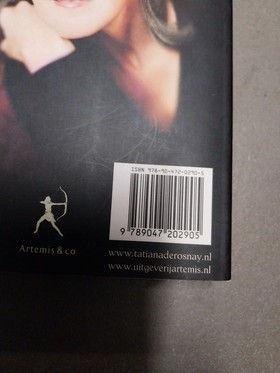 ISBN 978-90-472-0290-5
9 789047 202905
Artemis & co
www.tatianaderosnay.nl
www.uitgeverijartemis.nl